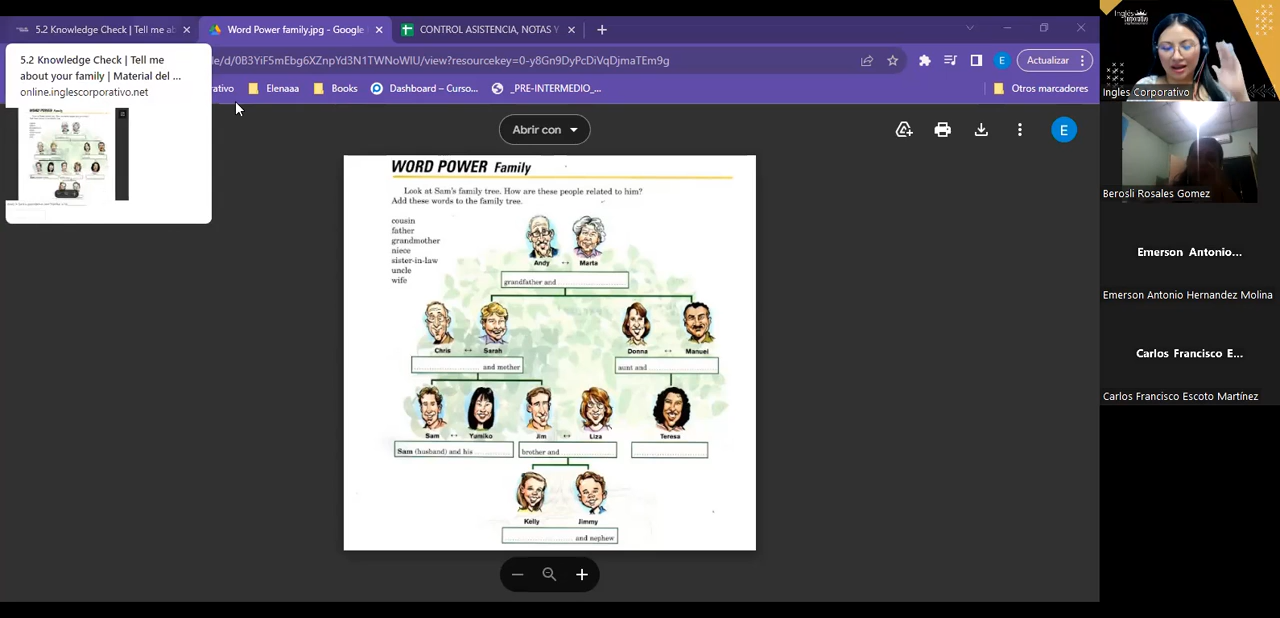 5.2 Knowledge Check | Tell me ab
Word Power family.jpg - Google
CONTROL ASISTENCIA, NOTAS Y
le/d/0B3YiF5mEbg6XZnpYd3N1TWNoWlU/view?resourcekey=0-y8Gn9DyPcDiVqDjmaTEm9g
E
Actualizar
5.2 Knowledge Check | Tell me
about your family | Material del ...
online.inglescorporativo.net
rativo
Elenaaa
Books
Dashboard – Curso...
_PRE-INTERMEDIO_...
Otros marcadores
Abrir con
E
WORD POWER Family
Look at Sam's family tree. How are these people related to him?
Add these words to the family tree.
cousin
father
grandmother
niece
sister-in-law
uncle
wife
Andy ↔ Marta
grandfather and
Chris ↔ Sarah
Donna ↔ Manuel
and mother
aunt and
Sam ↔ Yumiko
Jim ↔ Liza
Teresa
Sam (husband) and his
brother and
Kelly
Jimmy
and nephew
Inglés
Corporativo
Ingles Corporativo
Berosli Rosales Gomez
Emerson Antonio...
Emerson Antonio Hernandez Molina
Carlos Francisco E...
Carlos Francisco Escoto Martínez